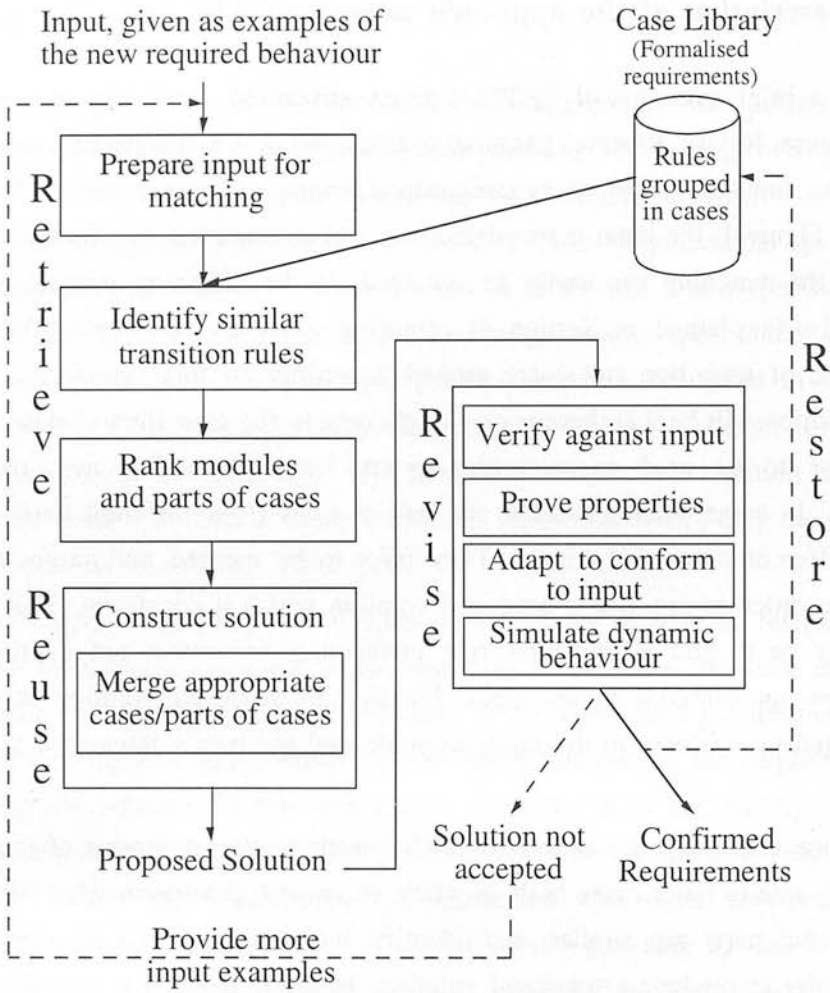 Input, given as examples of
the new required behaviour
Case Library
(Formalised
requirements)
Rules
grouped
in cases
Retrieve
Prepare input for
matching
Identify similar
transition rules
Rank modules
and parts of cases
Reuse
Construct solution
Merge appropriate
cases/parts of cases
Proposed Solution
Revise
Verify against input
Prove properties
Adapt to conform
to input
Simulate dynamic
behaviour
Restore
Solution not
accepted
Confirmed
Requirements
Provide more
input examples